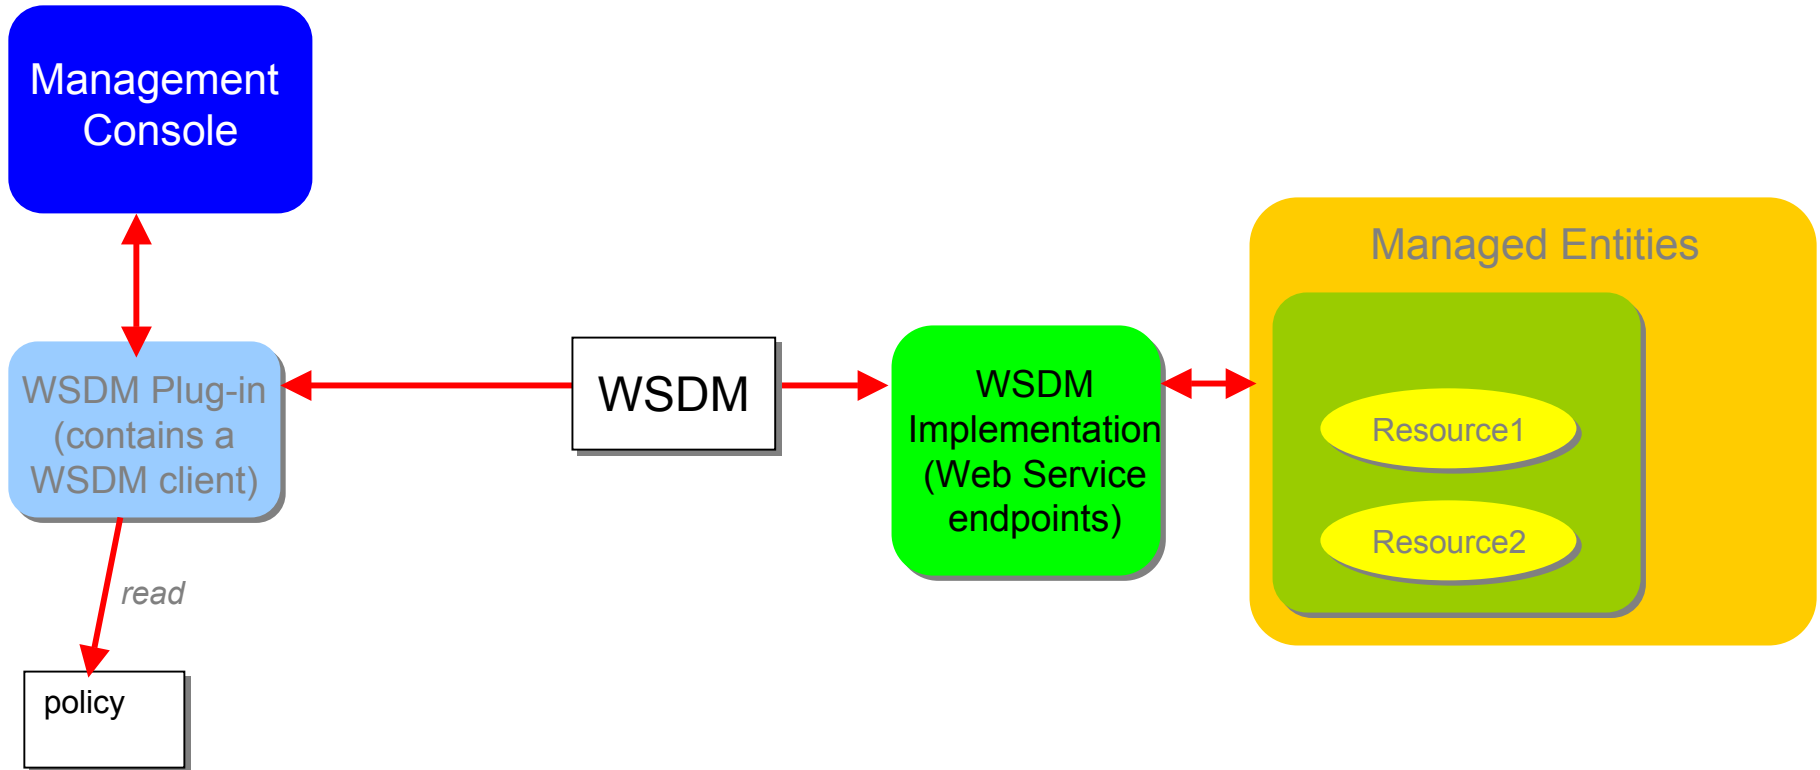 Management
Console
WSDM Plug-in
(contains a
WSDM client)
read
policy
WSDM
WSDM
Implementation
(Web Service
endpoints)
Managed Entities
Resource1
Resource2